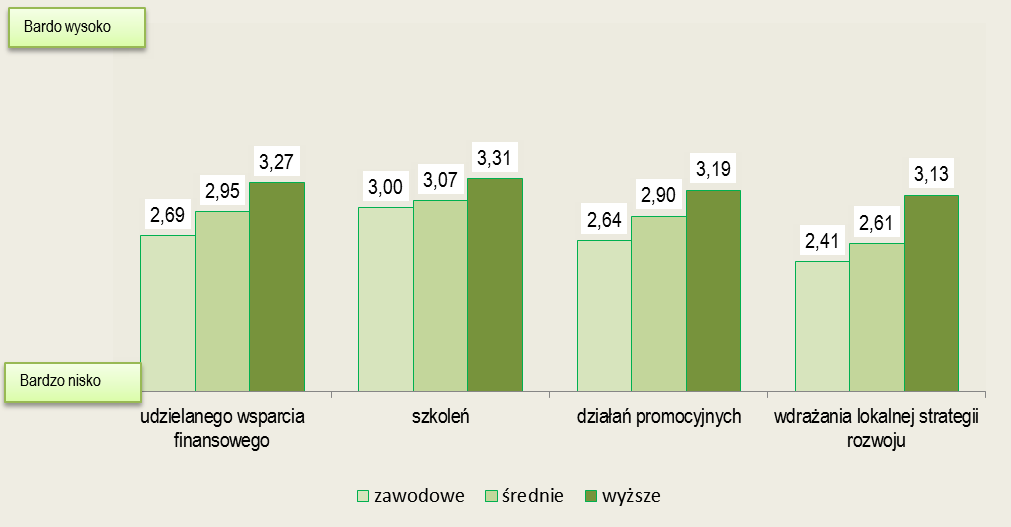 Bardo wysoko
3,27
2,95
2,69
3,31
3,07
3,00
3,19
2,90
2,64
3,13
2,61
2,41
Bardzo nisko
udzielanego wsparcia
finansowego
szkoleń
działań promocyjnych
wdrażania lokalnej strategii
rozwoju
zawodowe średnie wyższe